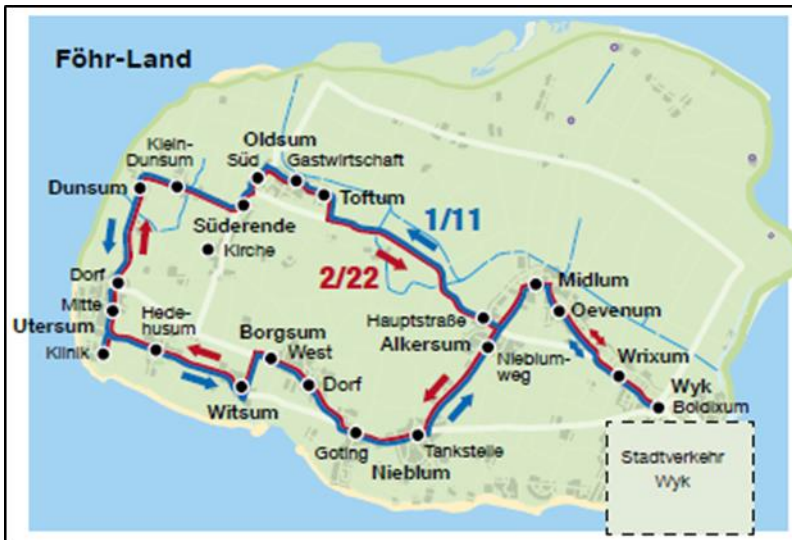 Föhr-Land
Oldsum
Klein-
Dunsum
Süd
Gastwirtschaft
Dunsum
Toftum
Süderende
Kirche
1/11
2/22
Dorf
Mitte
Utersum
Klinik
Hede-
husum
Witsum
Borgsum
West
Dorf
Goting
Nieblum
Tankstelle
Hauptstraße
Alkersum
Nieblum-
weg
Midlum
Oevenum
Wrixum
Wyk
Boldixum
Stadtverkehr
Wyk